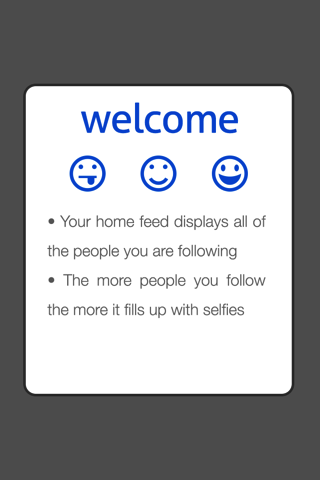 welcome
• Your home feed displays all of
the people you are following
• The more people you follow
the more it fills up with selfies